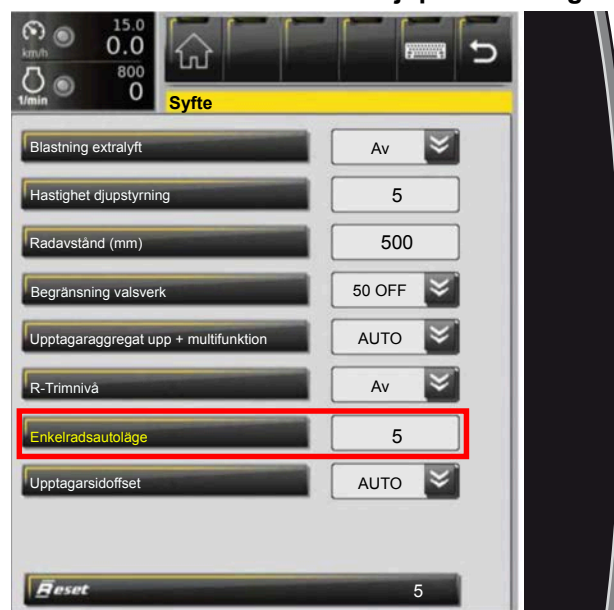 km/h 15.0
0.0
1/min 800
0
Syfte
Blastning extralyft Av
Hastighet djupstyrning 5
Radavstånd (mm) 500
Begränsning valsverk 50 OFF
Upptagaraggregat upp + multifunktion AUTO
R-Trimnivå Av
Enkelradsautoläge 5
Upptagarsidoffset AUTO
Reset 5